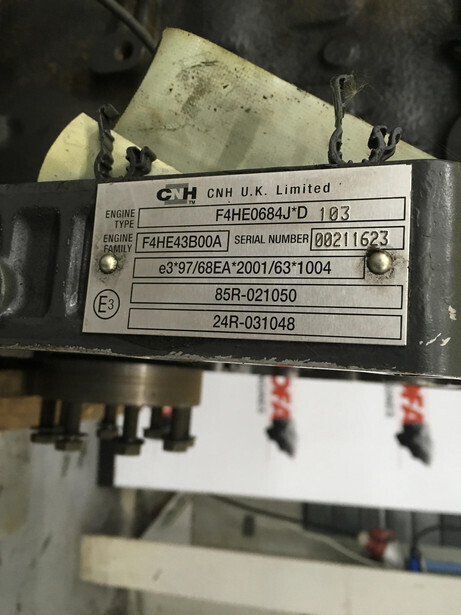 CNH CNH U.K. Limited
TM
ENGINE TYPE F4HE0684J*D 103
ENGINE FAMILY F4HE43B00A SERIAL NUMBER 00211623
e3*97/68EA*2001/63*1004
E3 85R-021050
24R-031048